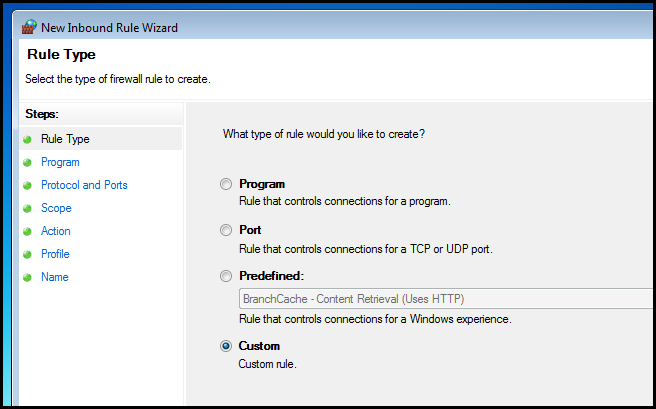 New Inbound Rule Wizard
Rule Type
Select the type of firewall rule to create.
Steps:
Rule Type
Program
Protocol and Ports
Scope
Action
Profile
Name
What type of rule would you like to create?
Program
Rule that controls connections for a program.
Port
Rule that controls connections for a TCP or UDP port.
Predefined:
BranchCache - Content Retrieval (Uses HTTP)
Rule that controls connections for a Windows experience.
Custom
Custom rule.